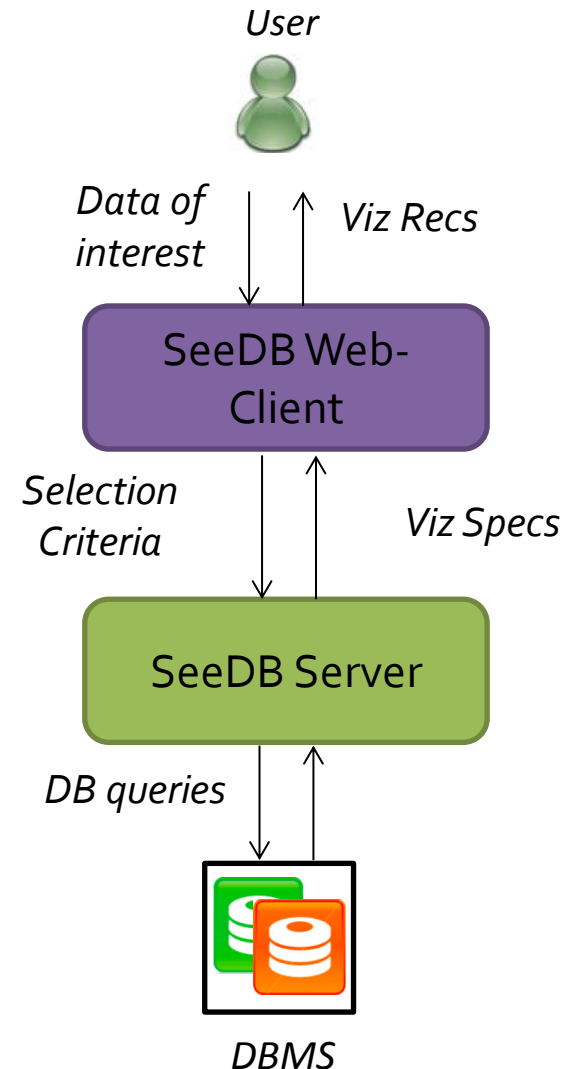 User
Data of
interest
Viz Recs
SeeDB Web-
Client
Selection
Criteria
Viz Specs
SeeDB Server
DB queries
DBMS